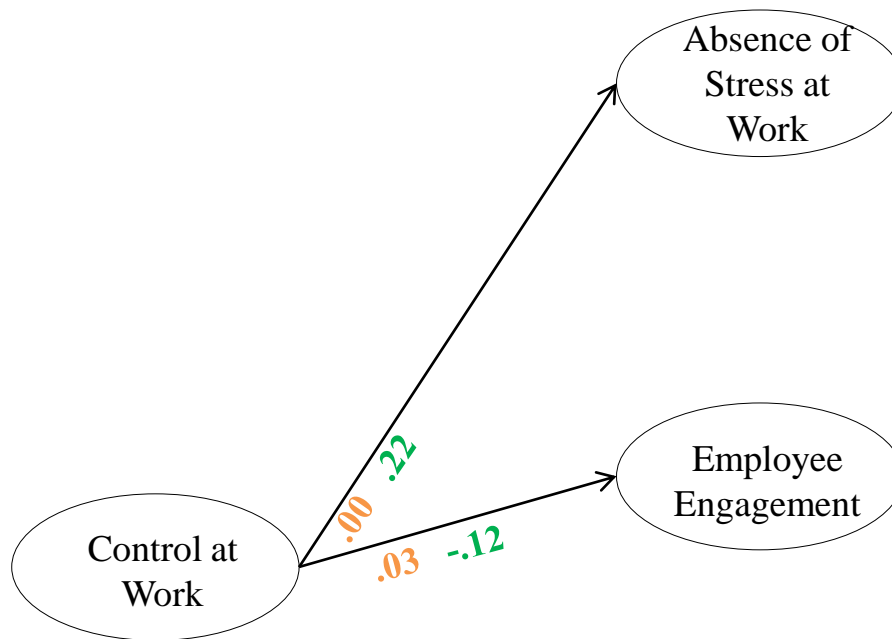 Absence of
Stress at
Work
.22
.00
Employee
Engagement
.03 -.12
Control at
Work